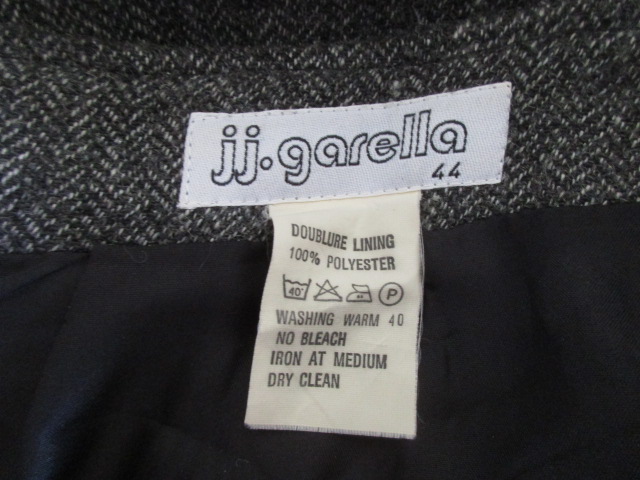 jj.garella
44
DOUBLURE LINING
100% POLYESTER
40° P
WASHING WARM 40
NO BLEACH
IRON AT MEDIUM
DRY CLEAN